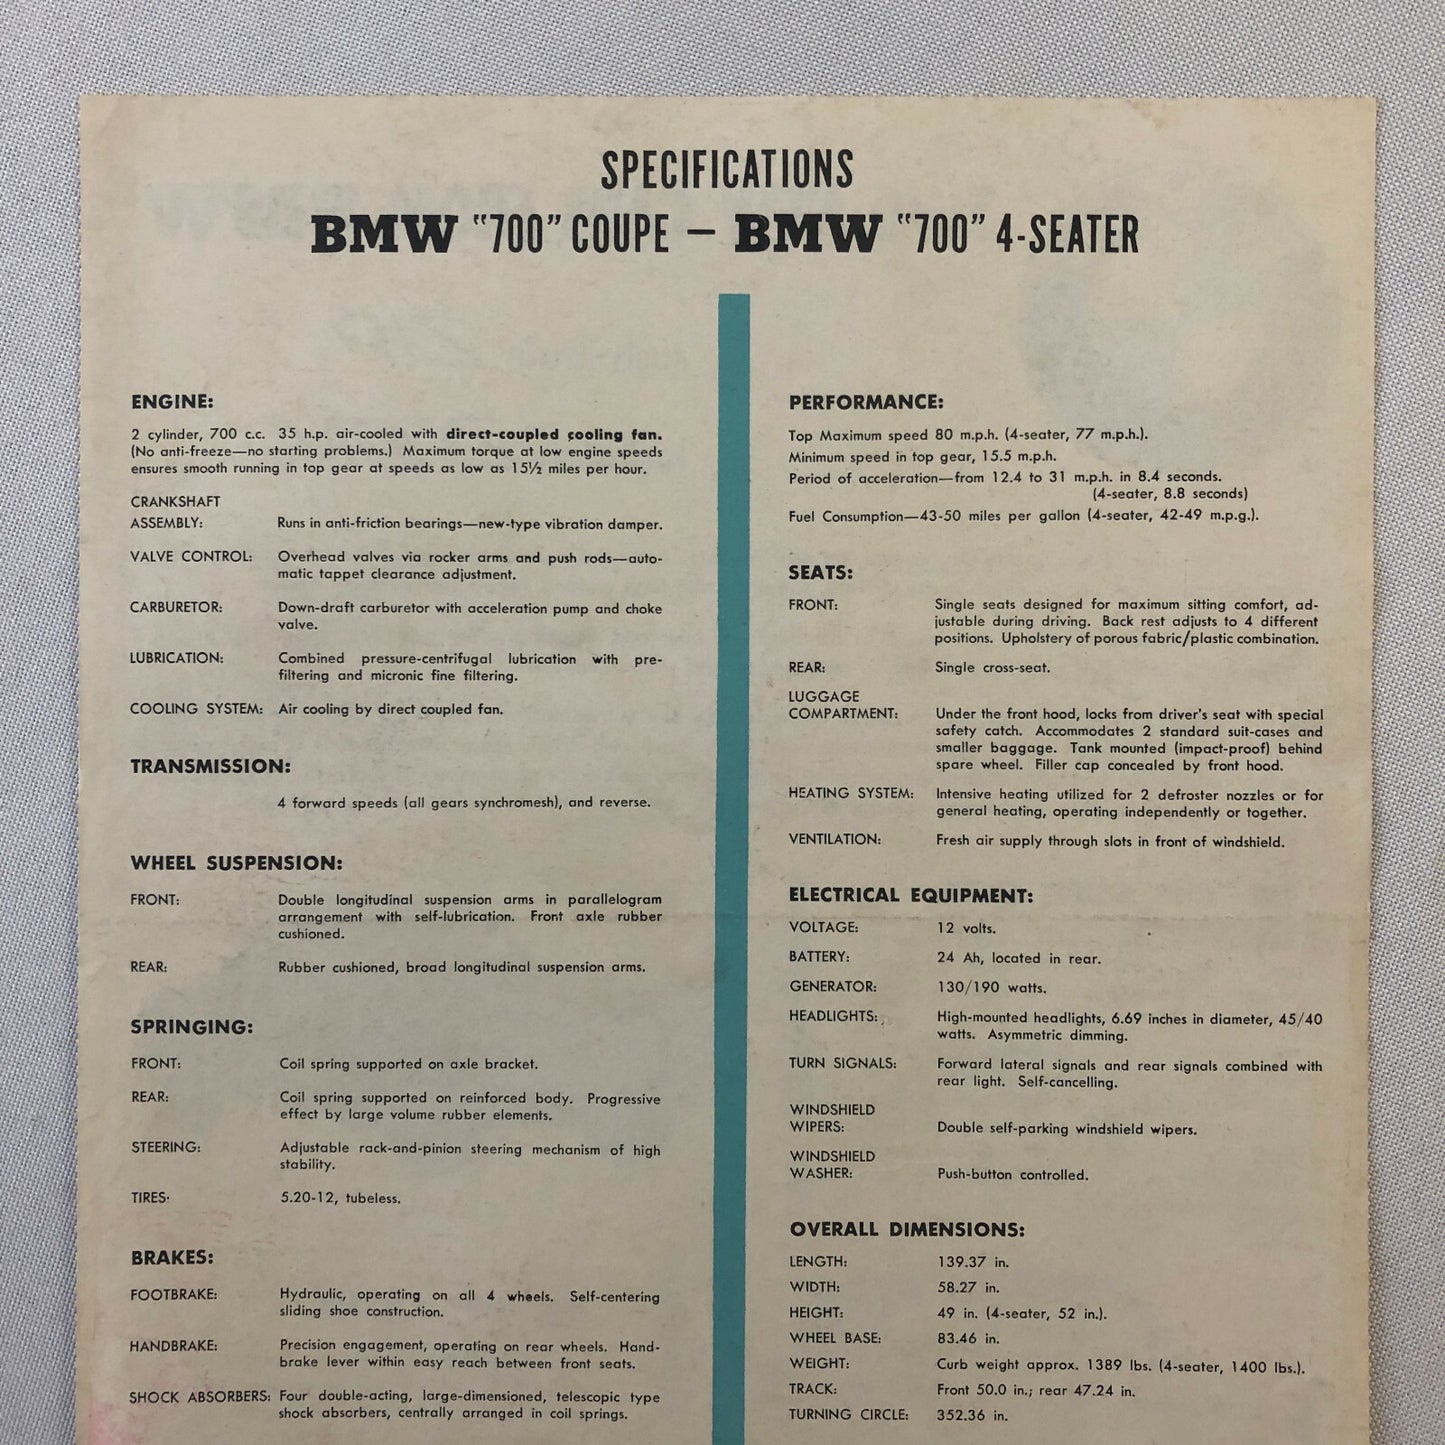 SPECIFICATIONS
BMW "700" COUPE — BMW "700" 4-SEATER
ENGINE:
2 cylinder, 700 c.c. 35 h.p. air-cooled with direct-coupled cooling fan.
(No anti-freeze—no starting problems.) Maximum torque at low engine speeds
ensures smooth running in top gear at speeds as low as 15½ miles per hour.
CRANKSHAFT
ASSEMBLY: Runs in anti-friction bearings—new-type vibration damper.
VALVE CONTROL: Overhead valves via rocker arms and push rods—auto-
matic tappet clearance adjustment.
CARBURETOR: Down-draft carburetor with acceleration pump and choke
valve.
LUBRICATION: Combined pressure-centrifugal lubrication with pre-
filtering and micronic fine filtering.
COOLING SYSTEM: Air cooling by direct coupled fan.
TRANSMISSION:
4 forward speeds (all gears synchromesh), and reverse.
WHEEL SUSPENSION:
FRONT: Double longitudinal suspension arms in parallelogram
arrangement with self-lubrication. Front axle rubber
cushioned.
REAR: Rubber cushioned, broad longitudinal suspension arms.
SPRINGING:
FRONT: Coil spring supported on axle bracket.
REAR: Coil spring supported on reinforced body. Progressive
effect by large volume rubber elements.
STEERING: Adjustable rack-and-pinion steering mechanism of high
stability.
TIRES: 5.20-12, tubeless.
BRAKES:
FOOTBRAKE: Hydraulic, operating on all 4 wheels. Self-centering
sliding shoe construction.
HANDBRAKE: Precision engagement, operating on rear wheels. Hand-
brake lever within easy reach between front seats.
SHOCK ABSORBERS: Four double-acting, large-dimensioned, telescopic type
shock absorbers, centrally arranged in coil springs.
PERFORMANCE:
Top Maximum speed 80 m.p.h. (4-seater, 77 m.p.h.).
Minimum speed in top gear, 15.5 m.p.h.
Period of acceleration—from 12.4 to 31 m.p.h. in 8.4 seconds.
(4-seater, 8.8 seconds)
Fuel Consumption—43-50 miles per gallon (4-seater, 42-49 m.p.g.).
SEATS:
FRONT: Single seats designed for maximum sitting comfort, ad-
justable during driving. Back rest adjusts to 4 different
positions. Upholstery of porous fabric/plastic combination.
REAR: Single cross-seat.
LUGGAGE
COMPARTMENT: Under the front hood, locks from driver's seat with special
safety catch. Accommodates 2 standard suit-cases and
smaller baggage. Tank mounted (impact-proof) behind
spare wheel. Filler cap concealed by front hood.
HEATING SYSTEM: Intensive heating utilized for 2 defroster nozzles or for
general heating, operating independently or together.
VENTILATION: Fresh air supply through slots in front of windshield.
ELECTRICAL EQUIPMENT:
VOLTAGE: 12 volts.
BATTERY: 24 Ah, located in rear.
GENERATOR: 130/190 watts.
HEADLIGHTS: High-mounted headlights, 6.69 inches in diameter, 45/40
watts. Asymmetric dimming.
TURN SIGNALS: Forward lateral signals and rear signals combined with
rear light. Self-cancelling.
WINDSHIELD
WIPERS: Double self-parking windshield wipers.
WINDSHIELD
WASHER: Push-button controlled.
OVERALL DIMENSIONS:
LENGTH: 139.37 in.
WIDTH: 58.27 in.
HEIGHT: 49 in. (4-seater, 52 in.).
WHEEL BASE: 83.46 in.
WEIGHT: Curb weight approx. 1389 lbs. (4-seater, 1400 lbs.).
TRACK: Front 50.0 in.; rear 47.24 in.
TURNING CIRCLE: 352.36 in.